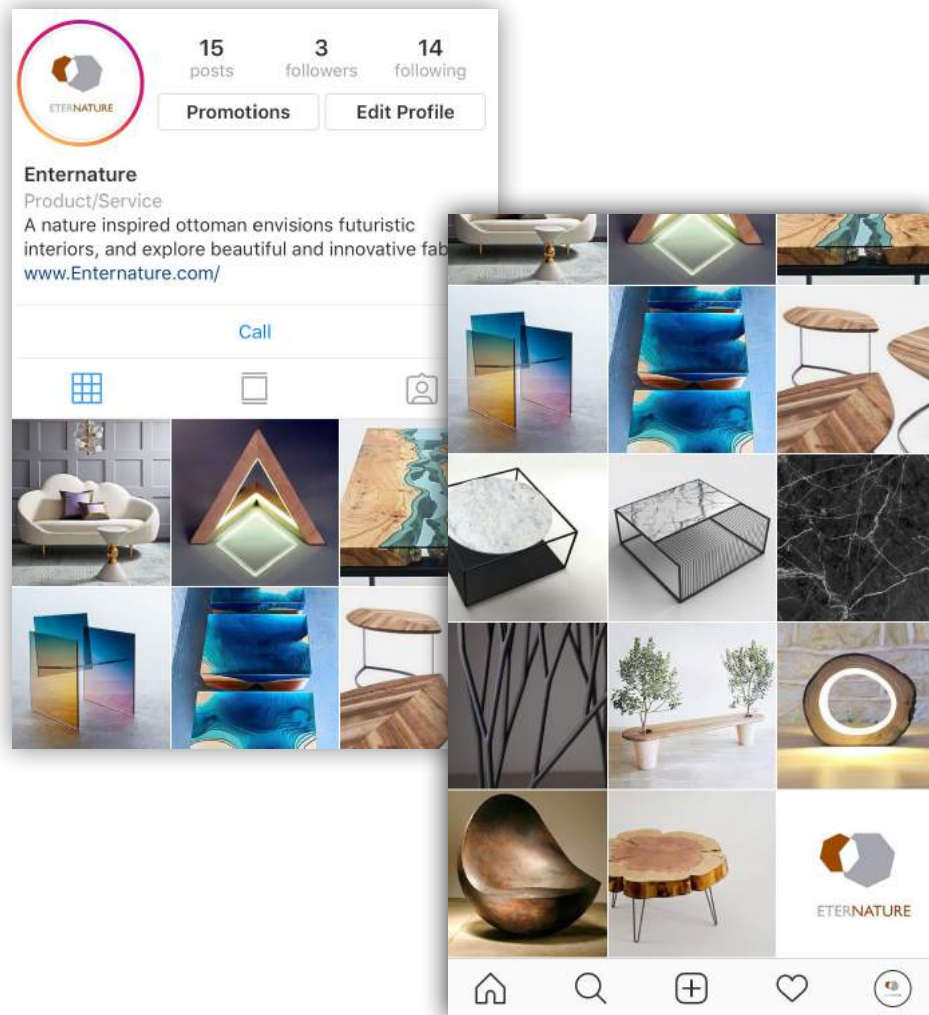 15 3 14
posts followers following
Promotions Edit Profile
ETERNATURE
Enternature
Product/Service
A nature inspired ottoman envisions futuristic
interiors, and explore beautiful and innovative fab
www.Enternature.com/
Call
ETERNATURE